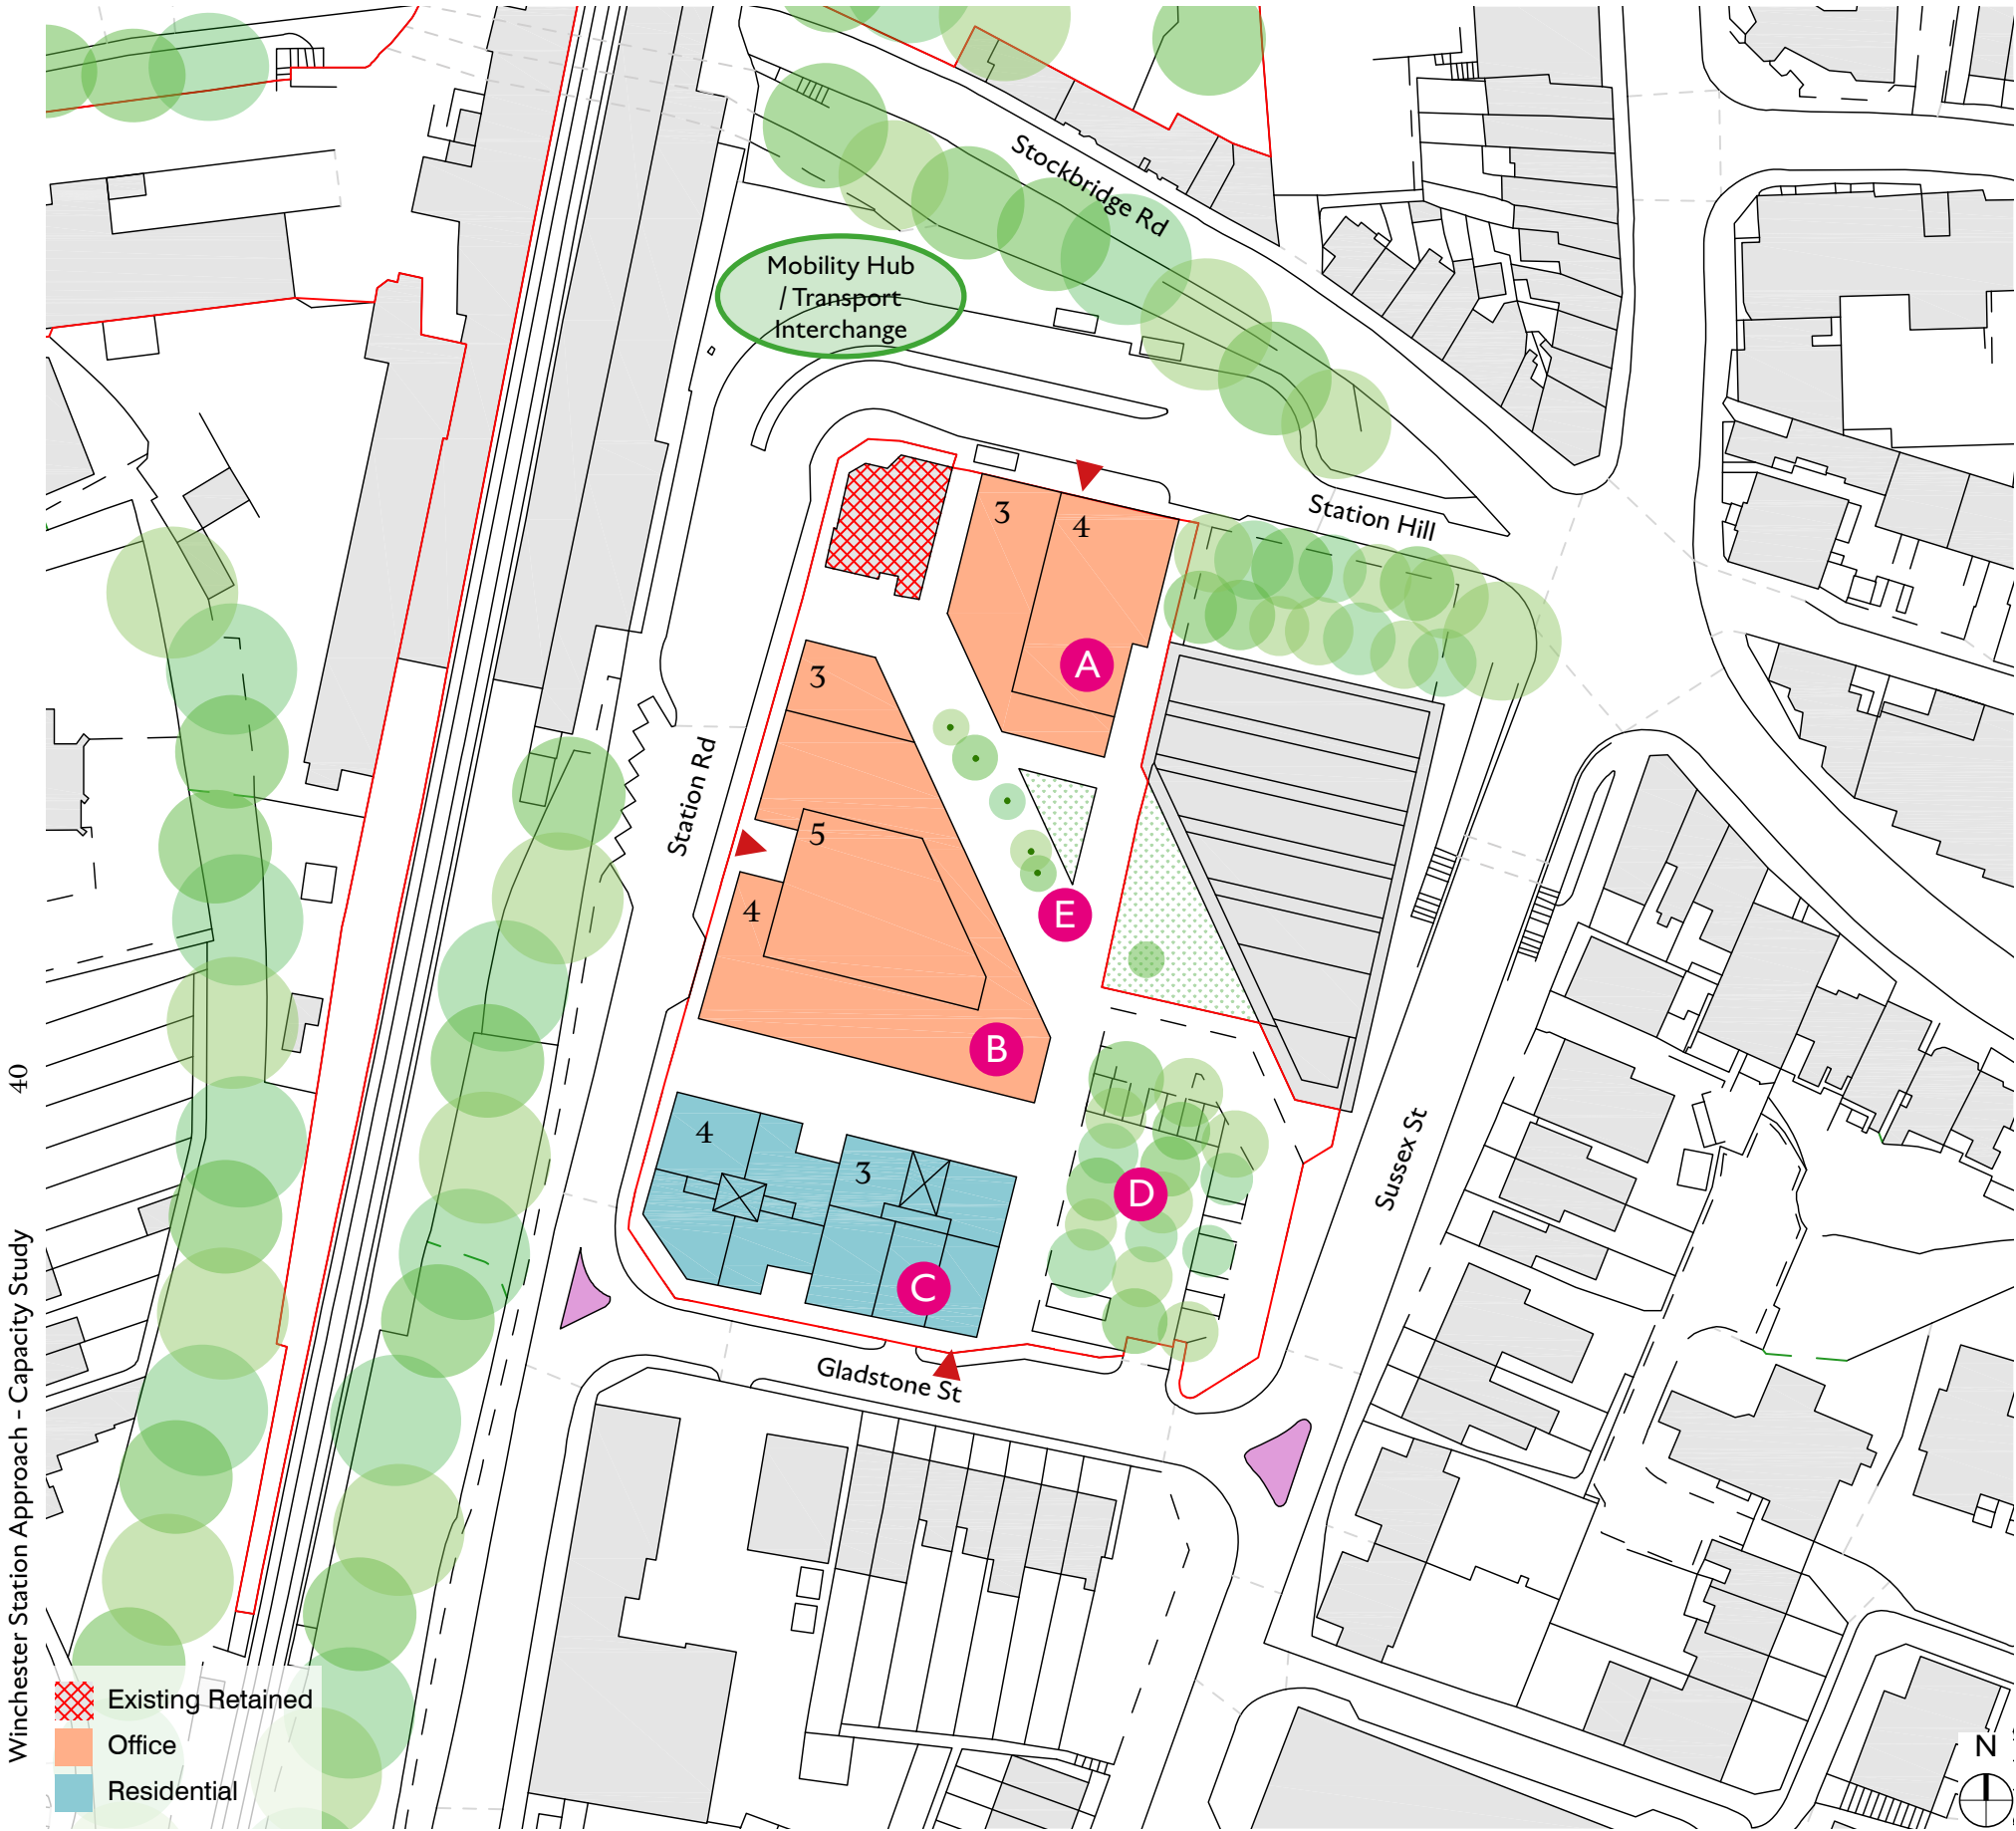 Stockbridge Rd
Mobility Hub
/ Transport
Interchange
Station Hill
3
4
A
3
5
Station Rd
4
E
B
4
3
D
C
Sussex St
Gladstone St
Winchester Station Approach - Capacity Study
40
Existing Retained
Office
Residential
N